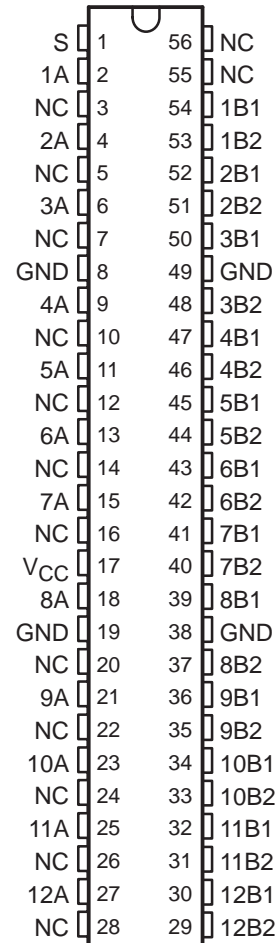 S 1 56 NC
1A 2 55 NC
NC 3 54 1B1
2A 4 53 1B2
NC 5 52 2B1
3A 6 51 2B2
NC 7 50 3B1
GND 8 49 GND
4A 9 48 3B2
NC 10 47 4B1
5A 11 46 4B2
NC 12 45 5B1
6A 13 44 5B2
NC 14 43 6B1
7A 15 42 6B2
NC 16 41 7B1
VCC 17 40 7B2
8A 18 39 8B1
GND 19 38 GND
NC 20 37 8B2
9A 21 36 9B1
NC 22 35 9B2
10A 23 34 10B1
NC 24 33 10B2
11A 25 32 11B1
NC 26 31 11B2
12A 27 30 12B1
NC 28 29 12B2